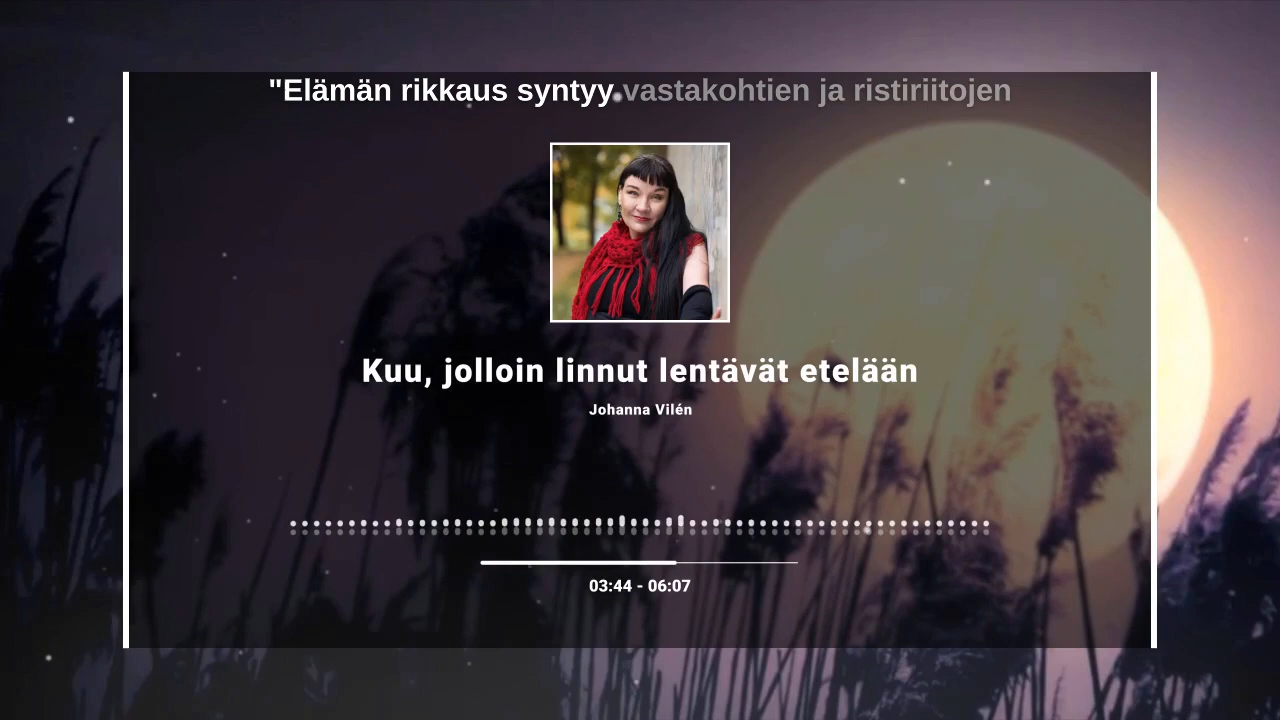 "Elämän rikkaus syntyy vastakohtien ja ristiriitojen
Kuu, jolloin linnut lentävät etelään
Johanna Vilén
03:44 - 06:07